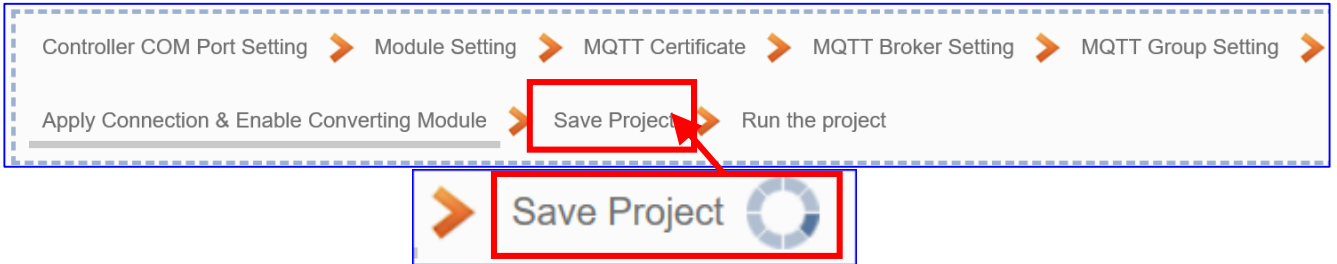 Controller COM Port Setting Module Setting MQTT Certificate MQTT Broker Setting MQTT Group Setting
Apply Connection & Enable Converting Module Save Project Run the project
Save Project